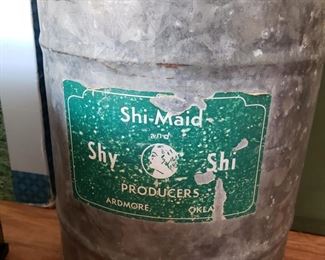 Shi-Maid
and
Shy Shi
PRODUCERS
ARDMORE, OKLA